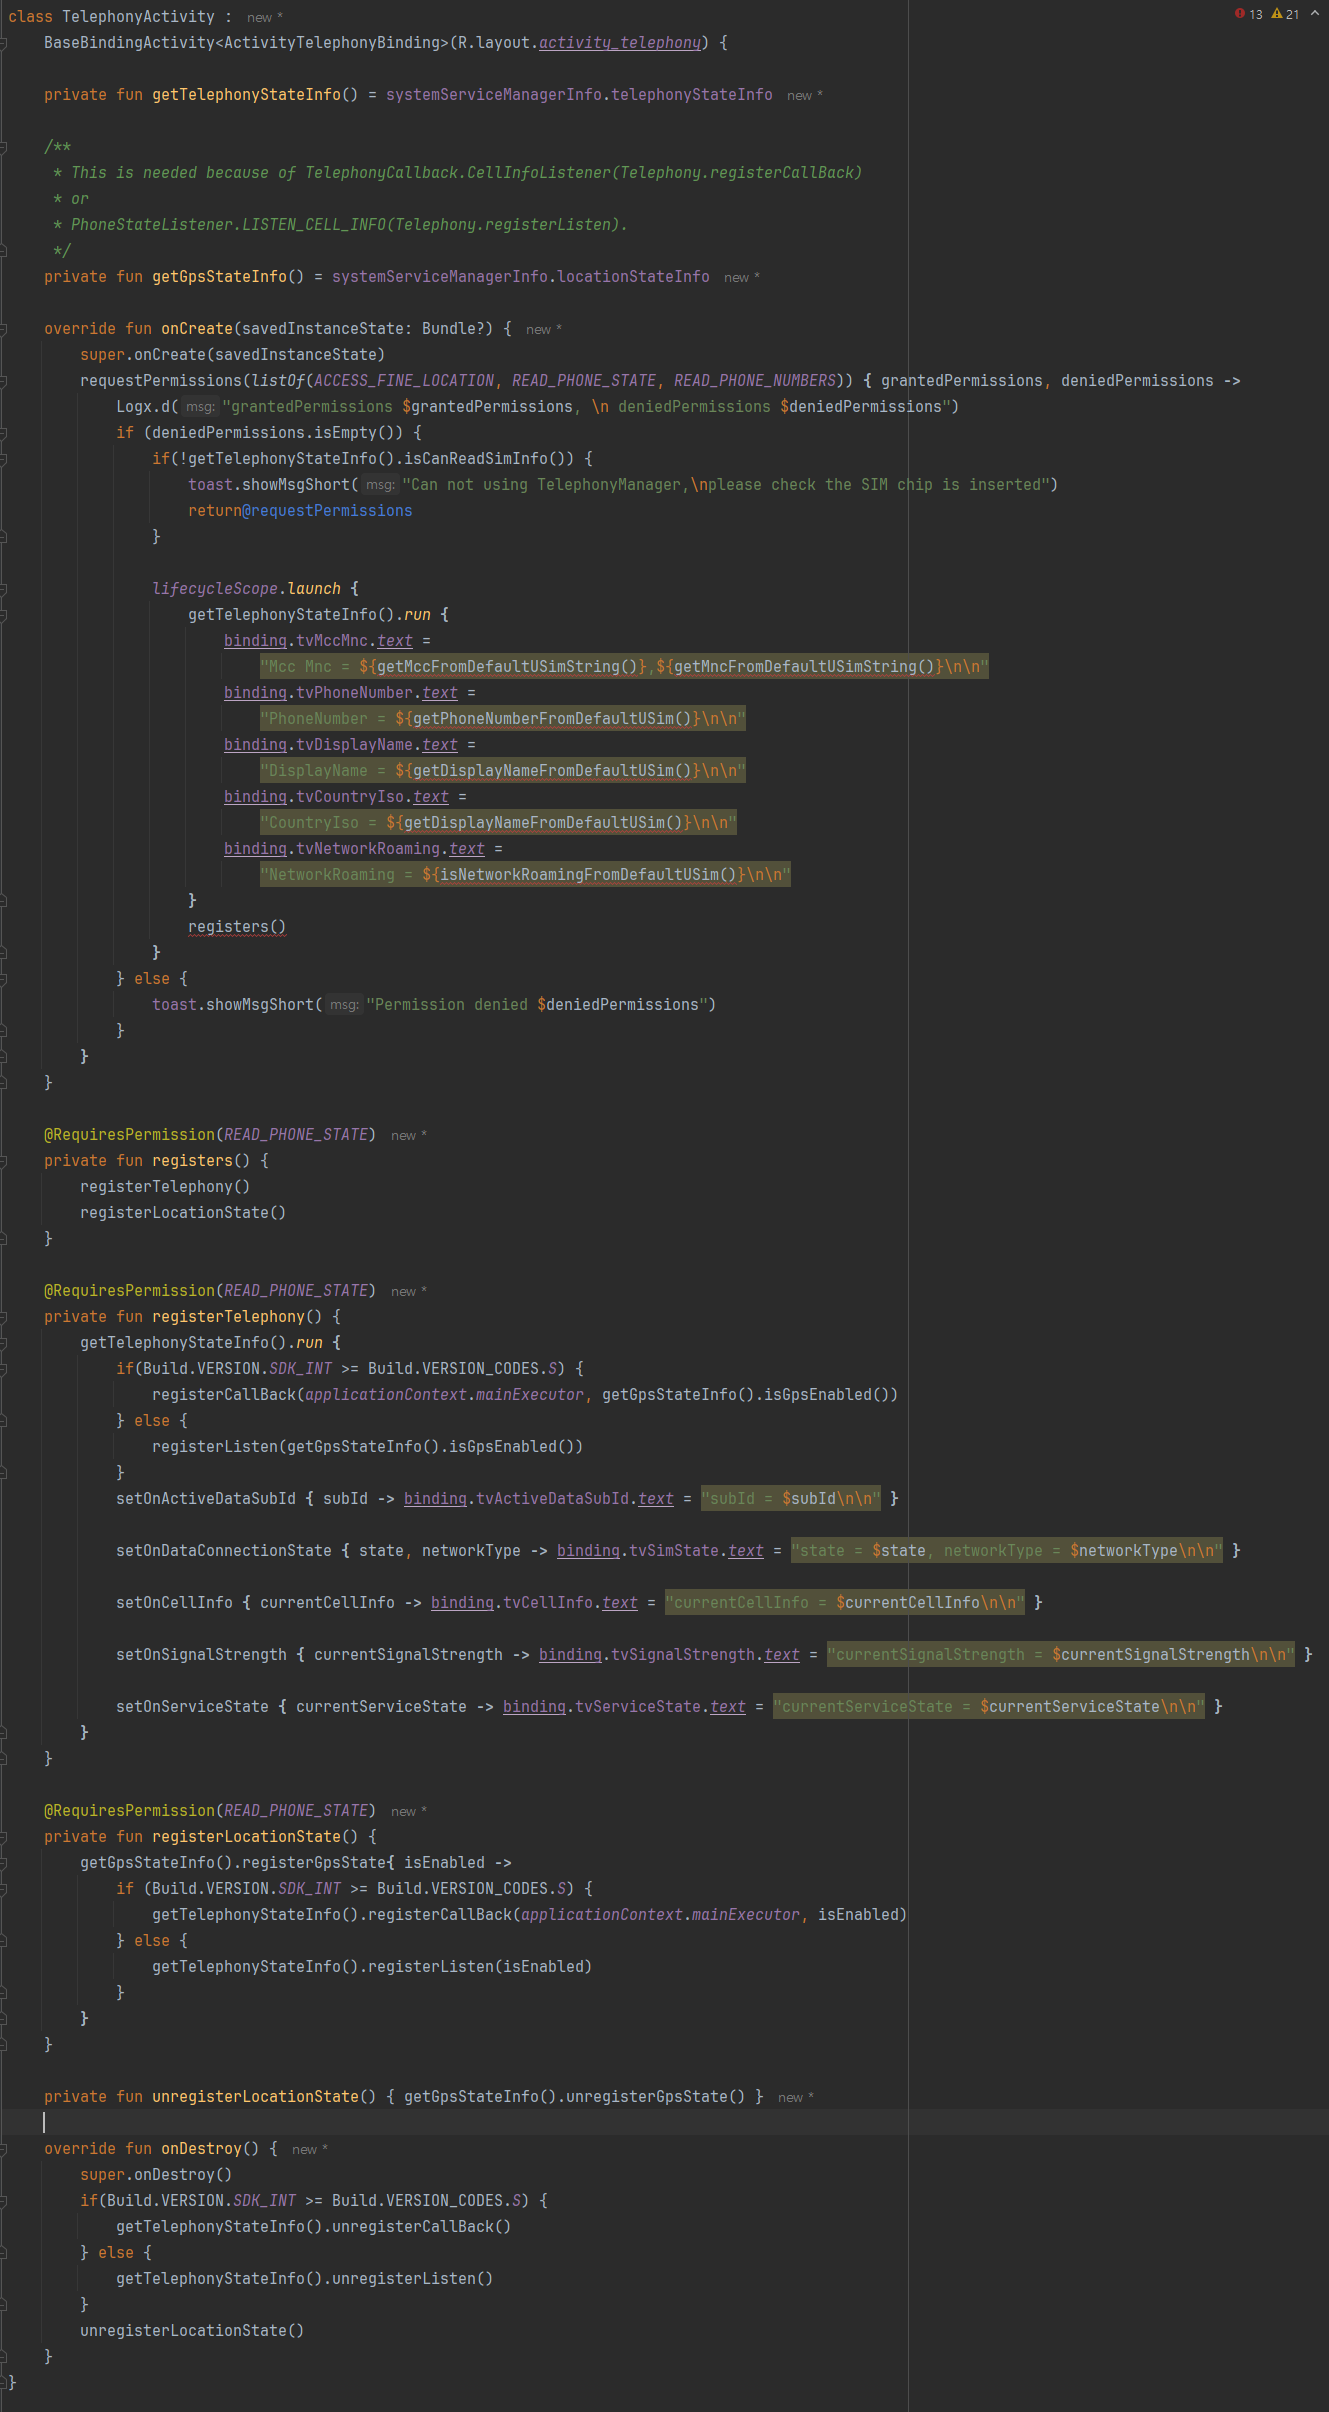 class TelephonyActivity :  new *
    BaseBindingActivity<ActivityTelephonyBinding>(R.layout.activity_telephony) {
13 21
    private fun getTelephonyStateInfo() = systemServiceManagerInfo.telephonyStateInfo  new *
    /**
     * This is needed because of TelephonyCallback.CellInfoListener(Telephony.registerCallBack)
     * or
     * PhoneStateListener.LISTEN_CELL_INFO(Telephony.registerListen).
     */
    private fun getGpsStateInfo() = systemServiceManagerInfo.locationStateInfo  new *
    override fun onCreate(savedInstanceState: Bundle?) {  new *
        super.onCreate(savedInstanceState)
        requestPermissions(listOf(ACCESS_FINE_LOCATION, READ_PHONE_STATE, READ_PHONE_NUMBERS)) { grantedPermissions, deniedPermissions ->
            Logx.d( msg: "grantedPermissions $grantedPermissions, \n deniedPermissions $deniedPermissions")
            if (deniedPermissions.isEmpty()) {
                if(!getTelephonyStateInfo().isCanReadSimInfo()) {
                    toast.showMsgShort( msg: "Can not using TelephonyManager,\nplease check the SIM chip is inserted")
                    return@requestPermissions
                }
                lifecycleScope.launch {
                    getTelephonyStateInfo().run {
                        binding.tvMccMnc.text =
                            "Mcc Mnc = ${getMccFromDefaultUSimString()},${getMncFromDefaultUSimString()}\n\n"
                        binding.tvPhoneNumber.text =
                            "PhoneNumber = ${getPhoneNumberFromDefaultUSim()}\n\n"
                        binding.tvDisplayName.text =
                            "DisplayName = ${getDisplayNameFromDefaultUSim()}\n\n"
                        binding.tvCountryIso.text =
                            "CountryIso = ${getDisplayNameFromDefaultUSim()}\n\n"
                        binding.tvNetworkRoaming.text =
                            "NetworkRoaming = ${isNetworkRoamingFromDefaultUSim()}\n\n"
                    }
                    registers()
                }
            } else {
                toast.showMsgShort( msg: "Permission denied $deniedPermissions")
            }
        }
    }
    @RequiresPermission(READ_PHONE_STATE)  new *
    private fun registers() {
        registerTelephony()
        registerLocationState()
    }
    @RequiresPermission(READ_PHONE_STATE)  new *
    private fun registerTelephony() {
        getTelephonyStateInfo().run {
            if(Build.VERSION.SDK_INT >= Build.VERSION_CODES.S) {
                registerCallBack(applicationContext.mainExecutor, getGpsStateInfo().isGpsEnabled())
            } else {
                registerListen(getGpsStateInfo().isGpsEnabled())
            }
            setOnActiveDataSubId { subId -> binding.tvActiveDataSubId.text = "subId = $subId\n\n" }
            setOnDataConnectionState { state, networkType -> binding.tvSimState.text = "state = $state, networkType = $networkType\n\n" }
            setOnCellInfo { currentCellInfo -> binding.tvCellInfo.text = "currentCellInfo = $currentCellInfo\n\n" }
            setOnSignalStrength { currentSignalStrength -> binding.tvSignalStrength.text = "currentSignalStrength = $currentSignalStrength\n\n" }
            setOnServiceState { currentServiceState -> binding.tvServiceState.text = "currentServiceState = $currentServiceState\n\n" }
        }
    }
    @RequiresPermission(READ_PHONE_STATE)  new *
    private fun registerLocationState() {
        getGpsStateInfo().registerGpsState{ isEnabled ->
            if (Build.VERSION.SDK_INT >= Build.VERSION_CODES.S) {
                getTelephonyStateInfo().registerCallBack(applicationContext.mainExecutor, isEnabled)
            } else {
                getTelephonyStateInfo().registerListen(isEnabled)
            }
        }
    }
    private fun unregisterLocationState() { getGpsStateInfo().unregisterGpsState() }  new *
    override fun onDestroy() {  new *
        super.onDestroy()
        if(Build.VERSION.SDK_INT >= Build.VERSION_CODES.S) {
            getTelephonyStateInfo().unregisterCallBack()
        } else {
            getTelephonyStateInfo().unregisterListen()
        }
        unregisterLocationState()
    }
}